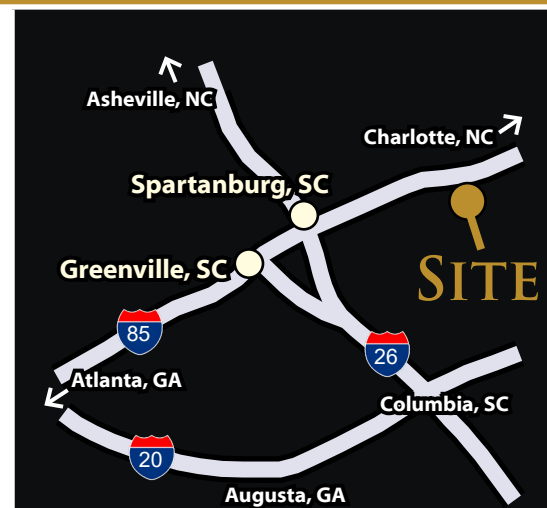 Asheville, NC
Charlotte, NC
Spartanburg, SC
Greenville, SC
SITE
85
26
Atlanta, GA
Columbia, SC
20
Augusta, GA